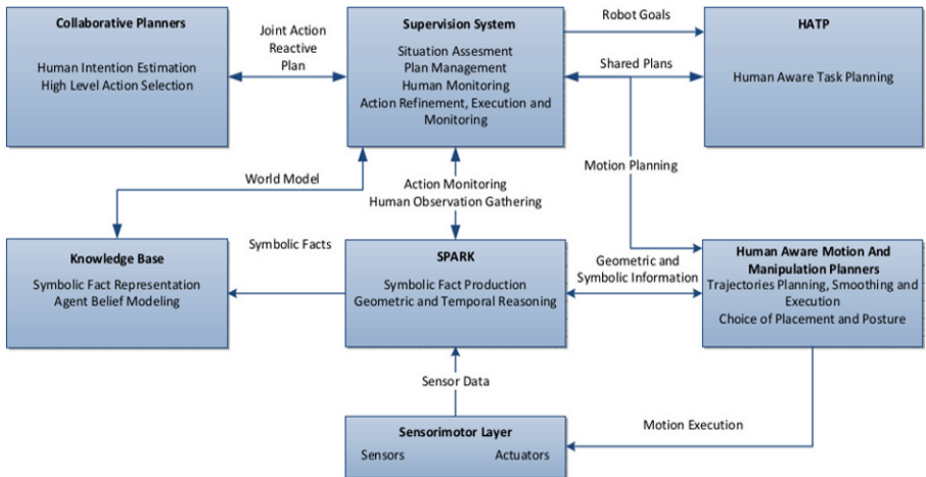 Collaborative Planners
Human Intention Estimation
High Level Action Selection
Joint Action
Reactive
Plan
Supervision System
Situation Assesment
Plan Management
Human Monitoring
Action Refinement, Execution and
Monitoring
Robot Goals
Shared Plans
HATP
Human Aware Task Planning
World Model
Action Monitoring
Human Observation Gathering
Motion Planning
Knowledge Base
Symbolic Fact Representation
Agent Belief Modeling
Symbolic Facts
SPARK
Symbolic Fact Production
Geometric and Temporal Reasoning
Geometric and
Symbolic Information
Human Aware Motion And
Manipulation Planners
Trajectories Planning, Smoothing and
Execution
Choice of Placement and Posture
Sensor Data
Motion Execution
Sensorimotor Layer
Sensors Actuators